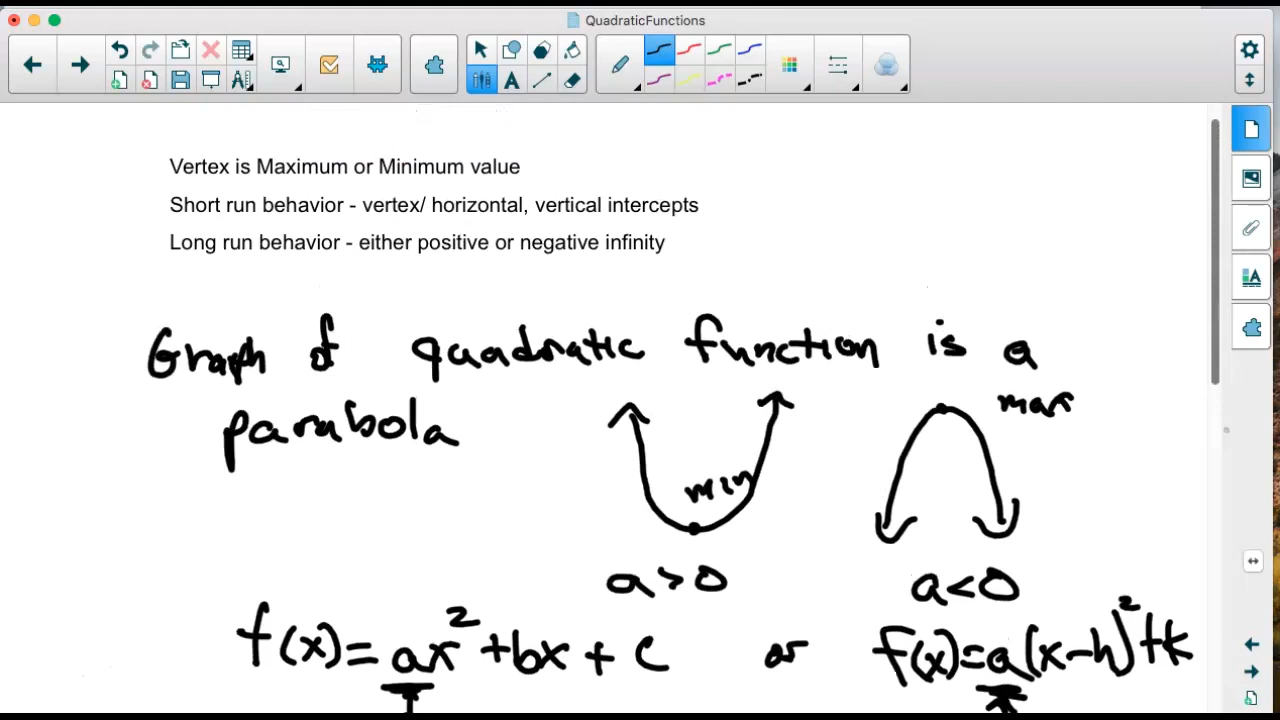 QuadraticFunctions
Vertex is Maximum or Minimum value
Short run behavior - vertex/ horizontal, vertical intercepts
Long run behavior - either positive or negative infinity
Graph of quadratic function is a
parabola
min
max
a>0
a<0
f(x)=ax²+bx+c or f(x)=a(x-h)²+k